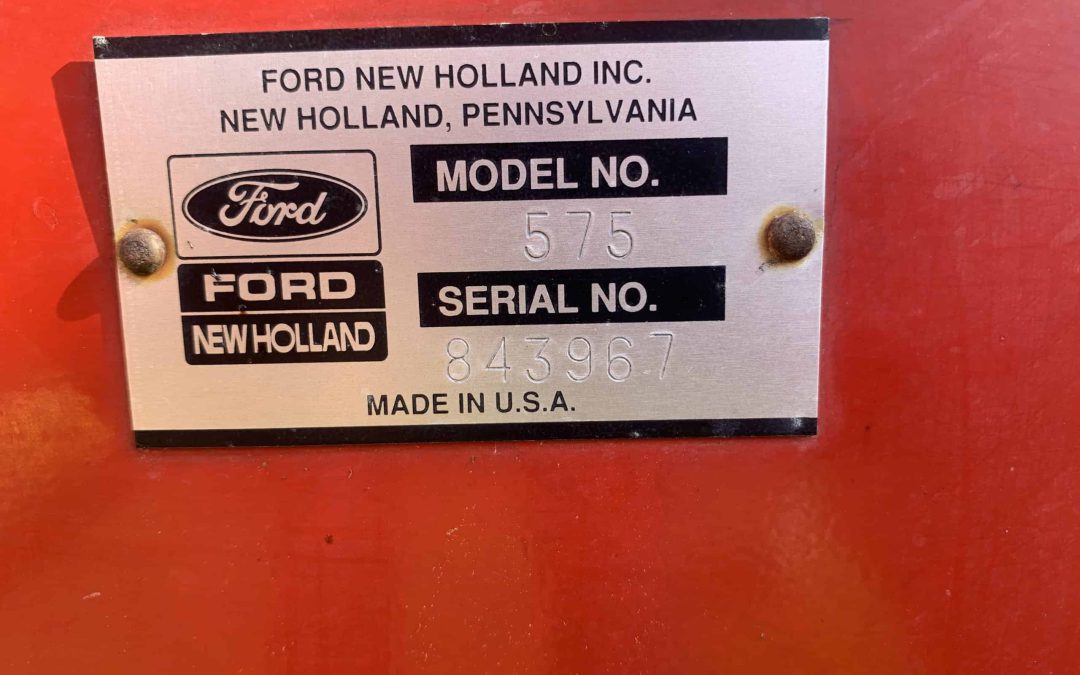 FORD NEW HOLLAND INC.
NEW HOLLAND, PENNSYLVANIA
Ford
FORD
NEW HOLLAND
MODEL NO.
575
SERIAL NO.
843967
MADE IN U.S.A.